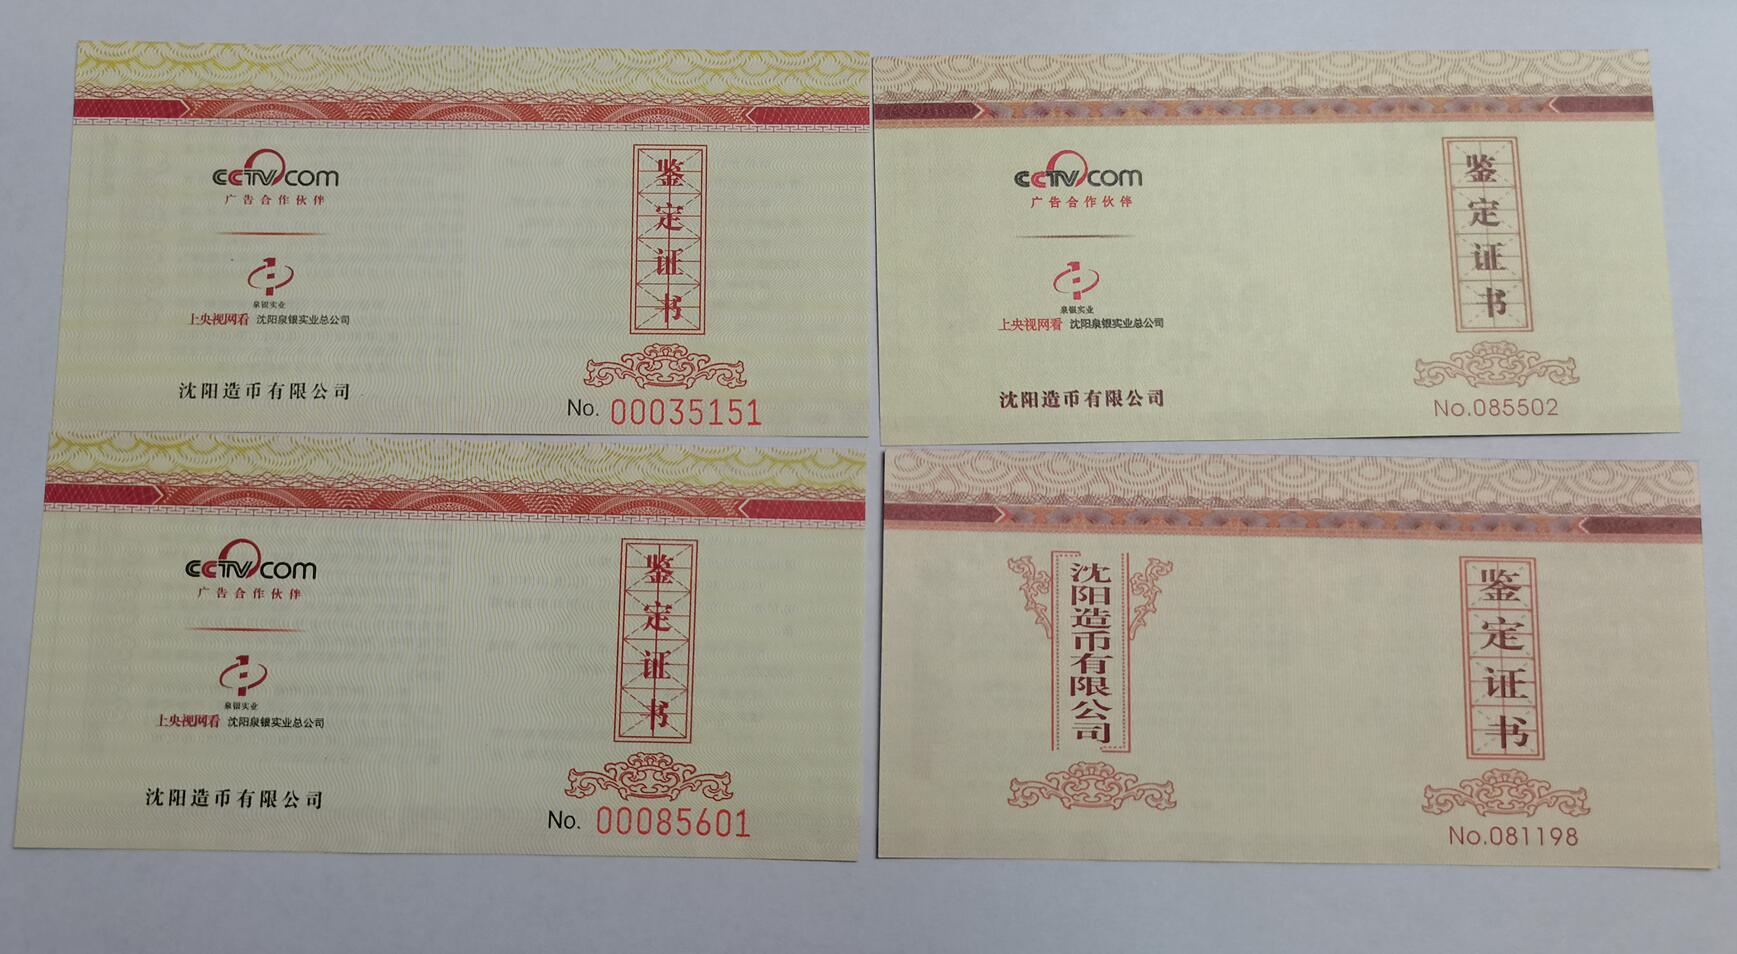 CCTV.com
广告合作伙伴
泉银实业
上央视网看 沈阳泉银实业总公司
沈阳造币有限公司
鉴定证书
No. 00035151
CCTV.com
广告合作伙伴
泉银实业
上央视网看 沈阳泉银实业总公司
沈阳造币有限公司
鉴定证书
No.085502
CCTV.com
广告合作伙伴
泉银实业
上央视网看 沈阳泉银实业总公司
沈阳造币有限公司
鉴定证书
No. 00085601
沈阳造币有限公司
鉴定证书
No.081198